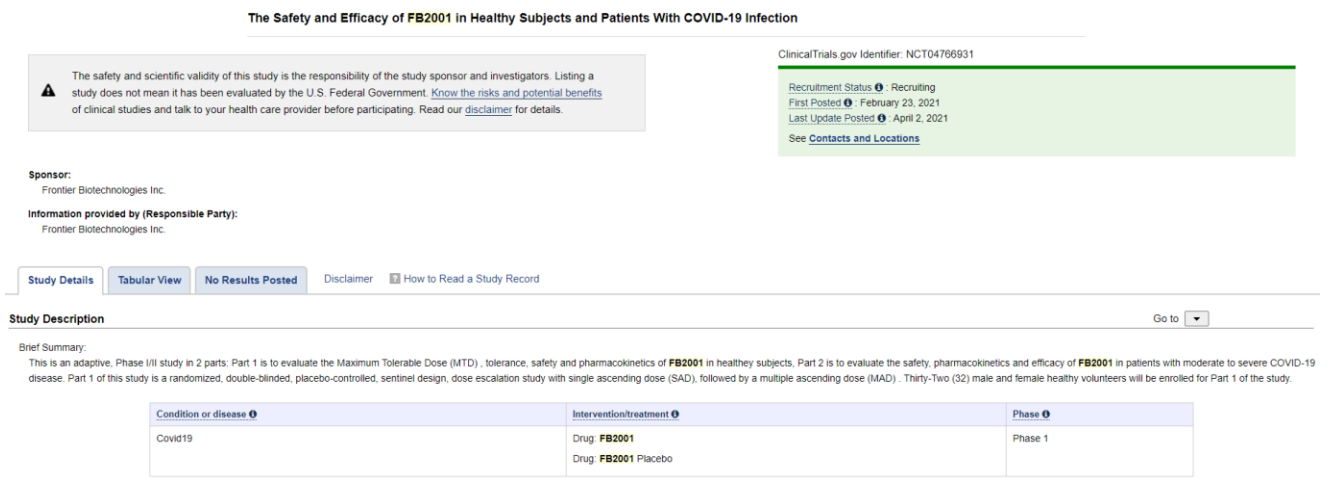 The Safety and Efficacy of FB2001 in Healthy Subjects and Patients With COVID-19 Infection
ClinicalTrials.gov Identifier: NCT04766931
The safety and scientific validity of this study is the responsibility of the study sponsor and investigators. Listing a
study does not mean it has been evaluated by the U.S. Federal Government. Know the risks and potential benefits
of clinical studies and talk to your health care provider before participating. Read our disclaimer for details.
Recruitment Status : Recruiting
First Posted : February 23, 2021
Last Update Posted : April 2, 2021
See Contacts and Locations
Sponsor:
Frontier Biotechnologies Inc.
Information provided by (Responsible Party):
Frontier Biotechnologies Inc.
Study Details Tabular View No Results Posted Disclaimer ? How to Read a Study Record
Study Description Go to
Brief Summary:
This is an adaptive, Phase I/II study in 2 parts: Part 1 is to evaluate the Maximum Tolerable Dose (MTD) , tolerance, safety and pharmacokinetics of FB2001 in healthey subjects, Part 2 is to evaluate the safety, pharmacokinetics and efficacy of FB2001 in patients with moderate to severe COVID-19
disease. Part 1 of this study is a randomized, double-blinded, placebo-controlled, sentinel design, dose escalation study with single ascending dose (SAD), followed by a multiple ascending dose (MAD) . Thirty-Two (32) male and female healthy volunteers will be enrolled for Part 1 of the study.
Condition or disease Intervention/treatment Phase
Covid19 Drug: FB2001 Phase 1
Drug: FB2001 Placebo